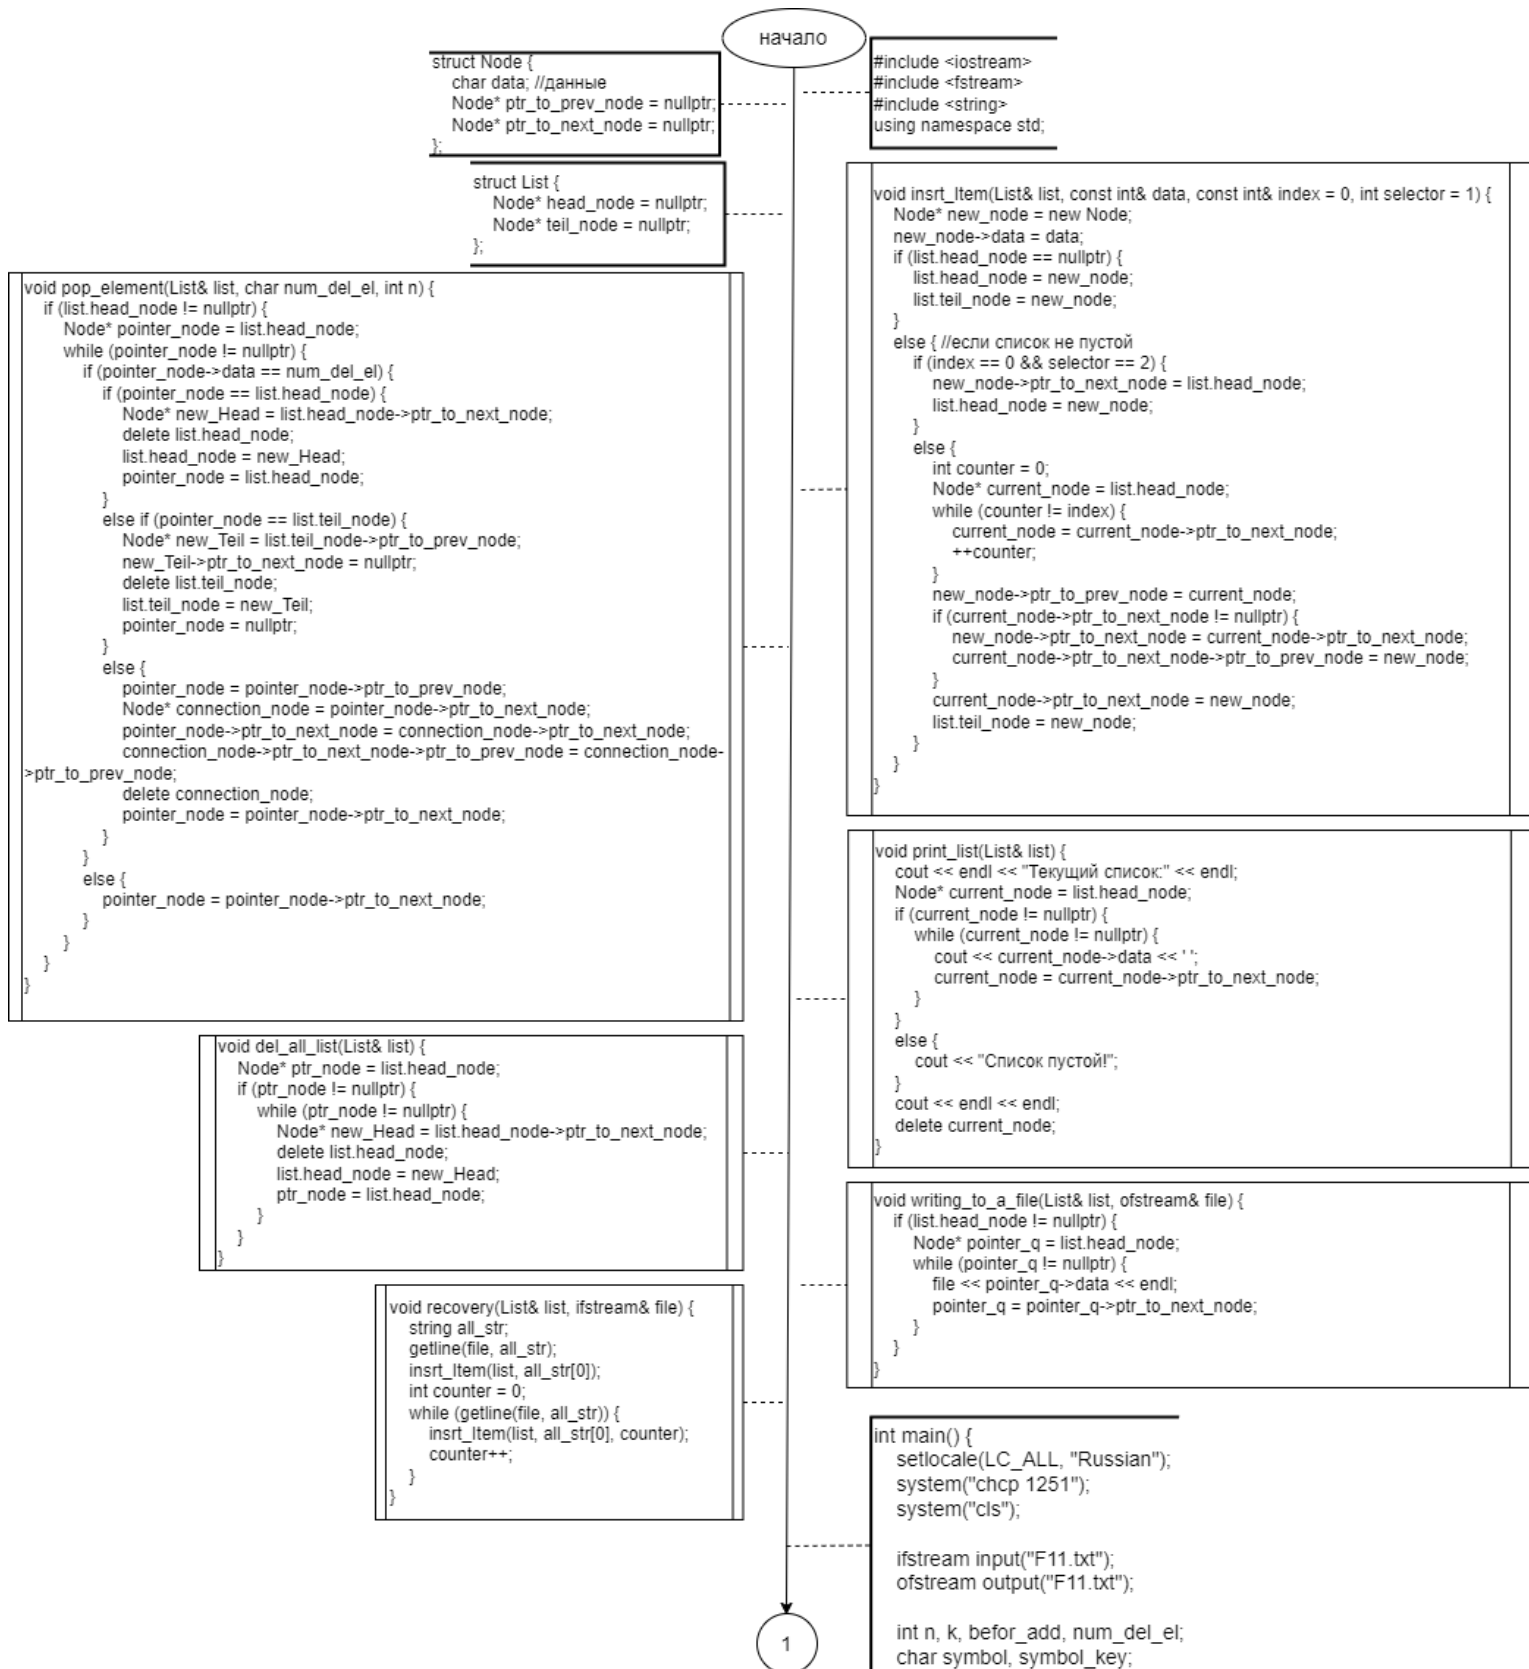 начало
struct Node {
char data; //данные
Node* ptr_to_prev_node = nullptr;
Node* ptr_to_next_node = nullptr;
};
#include <iostream>
#include <fstream>
#include <string>
using namespace std;
struct List {
Node* head_node = nullptr;
Node* teil_node = nullptr;
};
void insrt_Item(List& list, const int& data, const int& index = 0, int selector = 1) {
Node* new_node = new Node;
new_node->data = data;
if (list.head_node == nullptr) {
list.head_node = new_node;
list.teil_node = new_node;
}
else { //если список не пустой
if (index == 0 && selector == 2) {
new_node->ptr_to_next_node = list.head_node;
list.head_node = new_node;
}
else {
int counter = 0;
Node* current_node = list.head_node;
while (counter != index) {
current_node = current_node->ptr_to_next_node;
++counter;
}
new_node->ptr_to_prev_node = current_node;
if (current_node->ptr_to_next_node != nullptr) {
new_node->ptr_to_next_node = current_node->ptr_to_next_node;
current_node->ptr_to_next_node->ptr_to_prev_node = new_node;
}
current_node->ptr_to_next_node = new_node;
list.teil_node = new_node;
}
}
}
void pop_element(List& list, char num_del_el, int n) {
if (list.head_node != nullptr) {
Node* pointer_node = list.head_node;
while (pointer_node != nullptr) {
if (pointer_node->data == num_del_el) {
if (pointer_node == list.head_node) {
Node* new_Head = list.head_node->ptr_to_next_node;
delete list.head_node;
list.head_node = new_Head;
pointer_node = list.head_node;
}
else if (pointer_node == list.teil_node) {
Node* new_Teil = list.teil_node->ptr_to_prev_node;
new_Teil->ptr_to_next_node = nullptr;
delete list.teil_node;
list.teil_node = new_Teil;
pointer_node = nullptr;
}
else {
pointer_node = pointer_node->ptr_to_prev_node;
Node* connection_node = pointer_node->ptr_to_next_node;
pointer_node->ptr_to_next_node = connection_node->ptr_to_next_node;
connection_node->ptr_to_next_node->ptr_to_prev_node = connection_node-
>ptr_to_prev_node;
delete connection_node;
pointer_node = pointer_node->ptr_to_next_node;
}
}
else {
pointer_node = pointer_node->ptr_to_next_node;
}
}
}
}
void print_list(List& list) {
cout << endl << "Текущий список:" << endl;
Node* current_node = list.head_node;
if (current_node != nullptr) {
while (current_node != nullptr) {
cout << current_node->data << ' ';
current_node = current_node->ptr_to_next_node;
}
}
else {
cout << "Список пустой!";
}
cout << endl << endl;
delete current_node;
}
void del_all_list(List& list) {
Node* ptr_node = list.head_node;
if (ptr_node != nullptr) {
while (ptr_node != nullptr) {
Node* new_Head = list.head_node->ptr_to_next_node;
delete list.head_node;
list.head_node = new_Head;
ptr_node = list.head_node;
}
}
}
void writing_to_a_file(List& list, ofstream& file) {
if (list.head_node != nullptr) {
Node* pointer_q = list.head_node;
while (pointer_q != nullptr) {
file << pointer_q->data << endl;
pointer_q = pointer_q->ptr_to_next_node;
}
}
}
void recovery(List& list, ifstream& file) {
string all_str;
getline(file, all_str);
insrt_Item(list, all_str[0]);
int counter = 0;
while (getline(file, all_str)) {
insrt_Item(list, all_str[0], counter);
counter++;
}
}
int main() {
setlocale(LC_ALL, "Russian");
system("chcp 1251");
system("cls");
ifstream input("F11.txt");
ofstream output("F11.txt");
int n, k, befor_add, num_del_el;
char symbol, symbol_key;
1